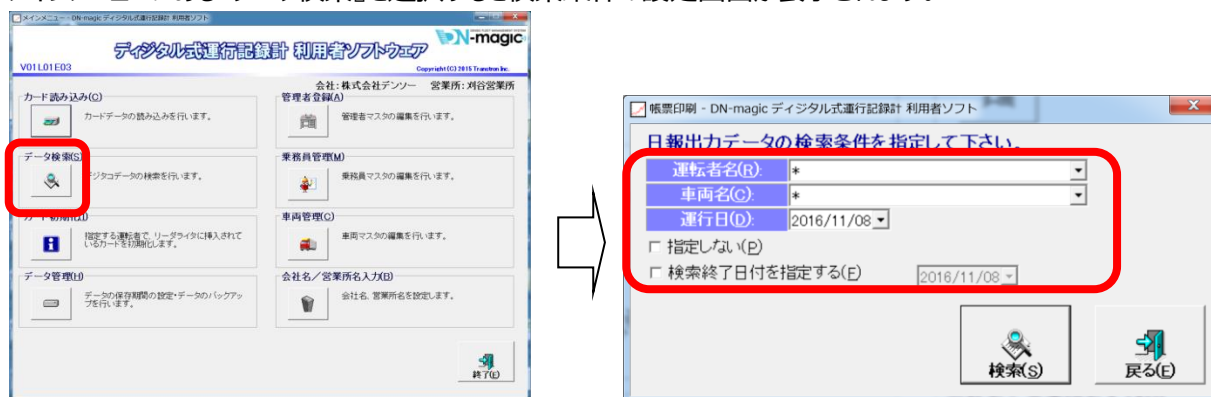 メインメニュー - DN-magic ディジタル式運行記録計 利用者ソフト
DN-magic
ディジタル式運行記録計 利用者ソフトウェア
V01L01E03
Copyright(C) 2015 Transtron Inc.
会社: 株式会社デンソー 営業所: 刈谷営業所
カード読み込み(C)
カードデータの読み込みを行います。
管理者登録(A)
管理者マスタの編集を行います。
データ検索(S)
デジタコデータの検索を行います。
乗務員管理(M)
乗務員マスタの編集を行います。
指定する運転者で、リーダライタに挿入されて
いるカードを初期化します。
車両管理(C)
車両マスタの編集を行います。
データ管理(H)
データの保存期間の設定・データのバックアッ
プを行います。
会社名/営業所名入力(B)
会社名、営業所名を設定します。
終了(E)
帳票印刷 - DN-magic ディジタル式運行記録計 利用者ソフト
日報出力データの検索条件を指定して下さい。
運転者名(R): *
車両名(C): *
運行日(D): 2016/11/08
指定しない(P)
検索終了日付を指定する(F) 2016/11/08
検索(S)
戻る(E)